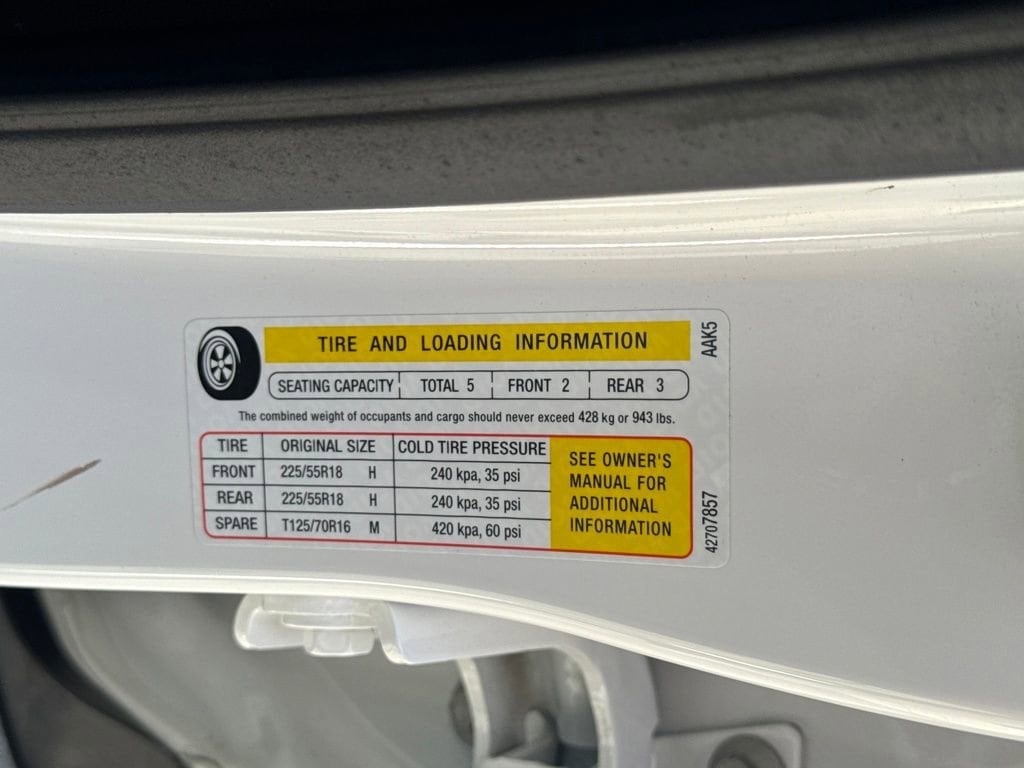 TIRE AND LOADING INFORMATION
AAK5
SEATING CAPACITY TOTAL 5 FRONT 2 REAR 3
The combined weight of occupants and cargo should never exceed 428 kg or 943 lbs.
TIRE ORIGINAL SIZE COLD TIRE PRESSURE
FRONT 225/55R18 H 240 kpa, 35 psi
REAR 225/55R18 H 240 kpa, 35 psi
SPARE T125/70R16 M 420 kpa, 60 psi
SEE OWNER'S
MANUAL FOR
ADDITIONAL
INFORMATION
42707857